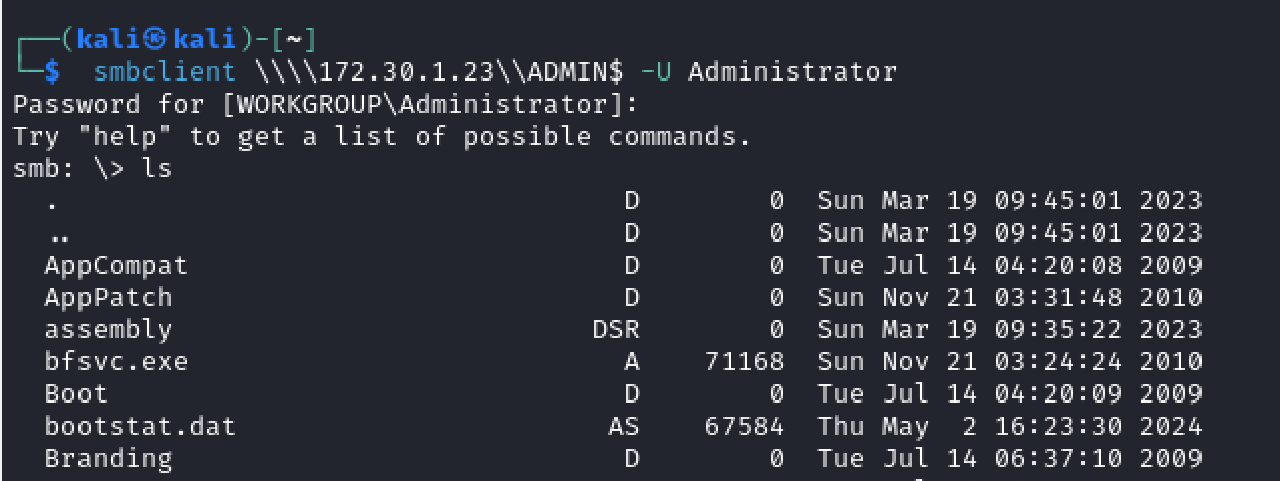 ┌──(kali㉿kali)-[~]
└─$ smbclient \\\\172.30.1.23\\ADMIN$ -U Administrator
Password for [WORKGROUP\Administrator]:
Try "help" to get a list of possible commands.
smb: \> ls
  .                                   D        0  Sun Mar 19 09:45:01 2023
  ..                                  D        0  Sun Mar 19 09:45:01 2023
  AppCompat                           D        0  Tue Jul 14 04:20:08 2009
  AppPatch                            D        0  Sun Nov 21 03:31:48 2010
  assembly                          DSR        0  Sun Mar 19 09:35:22 2023
  bfsvc.exe                           A    71168  Sun Nov 21 03:24:24 2010
  Boot                                D        0  Tue Jul 14 04:20:09 2009
  bootstat.dat                       AS    67584  Thu May  2 16:23:30 2024
  Branding                            D        0  Tue Jul 14 06:37:10 2009